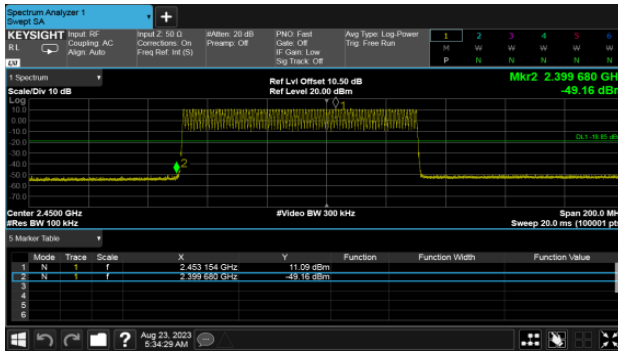 Spectrum Analyzer 1
Swept SA
+
KEYSIGHT Input: RF Input Z: 50 Ω #Atten: 20 dB PNO: Fast Avg Type: Log-Power 1 2 3 4 5 6
RL Coupling: AC Corrections: On Preamp: Off Gate: Off Trig: Free Run M W W W W W
Align: Auto Freq Ref: Int (S) IF Gain: Low P N N N N N
LXI Sig Track: Off
1 Spectrum Ref Lvl Offset 10.50 dB Mkr2 2.399 680 GHz
Scale/Div 10 dB Ref Level 20.00 dBm -49.16 dBm
Log
10.0
0.00
-10.0
-20.0
-30.0
-40.0
-50.0
-60.0
-70.0
1
2
Center 2.4500 GHz #Video BW 300 kHz Span 200.0 MH
#Res BW 100 kHz Sweep 20.0 ms (100001 pts
5 Marker Table
Mode Trace Scale X Y Function Function Width Function Value
1 N 1 f 2.453 154 GHz 11.09 dBm
2 N 1 f 2.399 680 GHz -49.16 dBm
3
4
5
6
? Aug 23, 2023
5:34:29 AM